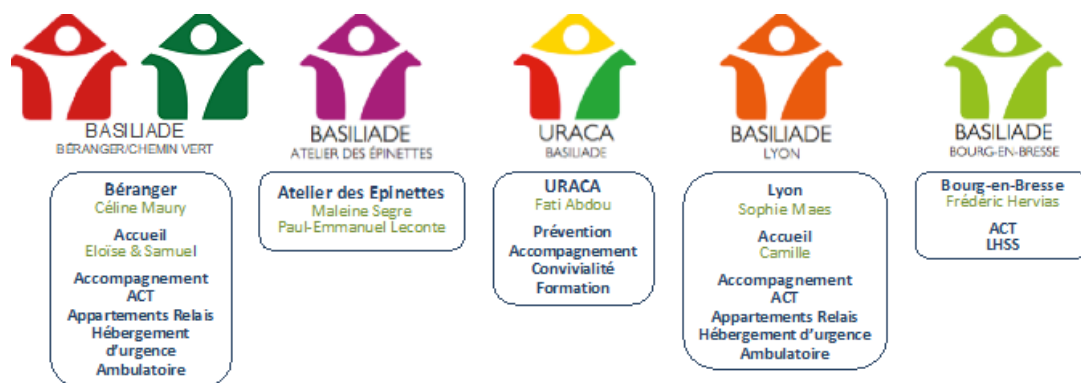 BASILIADE
BÉRANGER/CHEMIN VERT
Béranger
Céline Maury
Accueil
Eloïse & Samuel
Accompagnement
ACT
Appartements Relais
Hébergement
d'urgence
Ambulatoire
BASILIADE
ATELIER DES ÉPINETTES
Atelier des Epinettes
Maleine Segre
Paul-Emmanuel Leconte
URACA
BASILIADE
URACA
Fati Abdou
Prévention
Accompagnement
Convivialité
Formation
BASILIADE
LYON
Lyon
Sophie Maes
Accueil
Camille
Accompagnement
ACT
Appartements Relais
Hébergement d'urgence
Ambulatoire
BASILIADE
BOURG-EN-BRESSE
Bourg-en-Bresse
Frédéric Hervias
ACT
LHSS